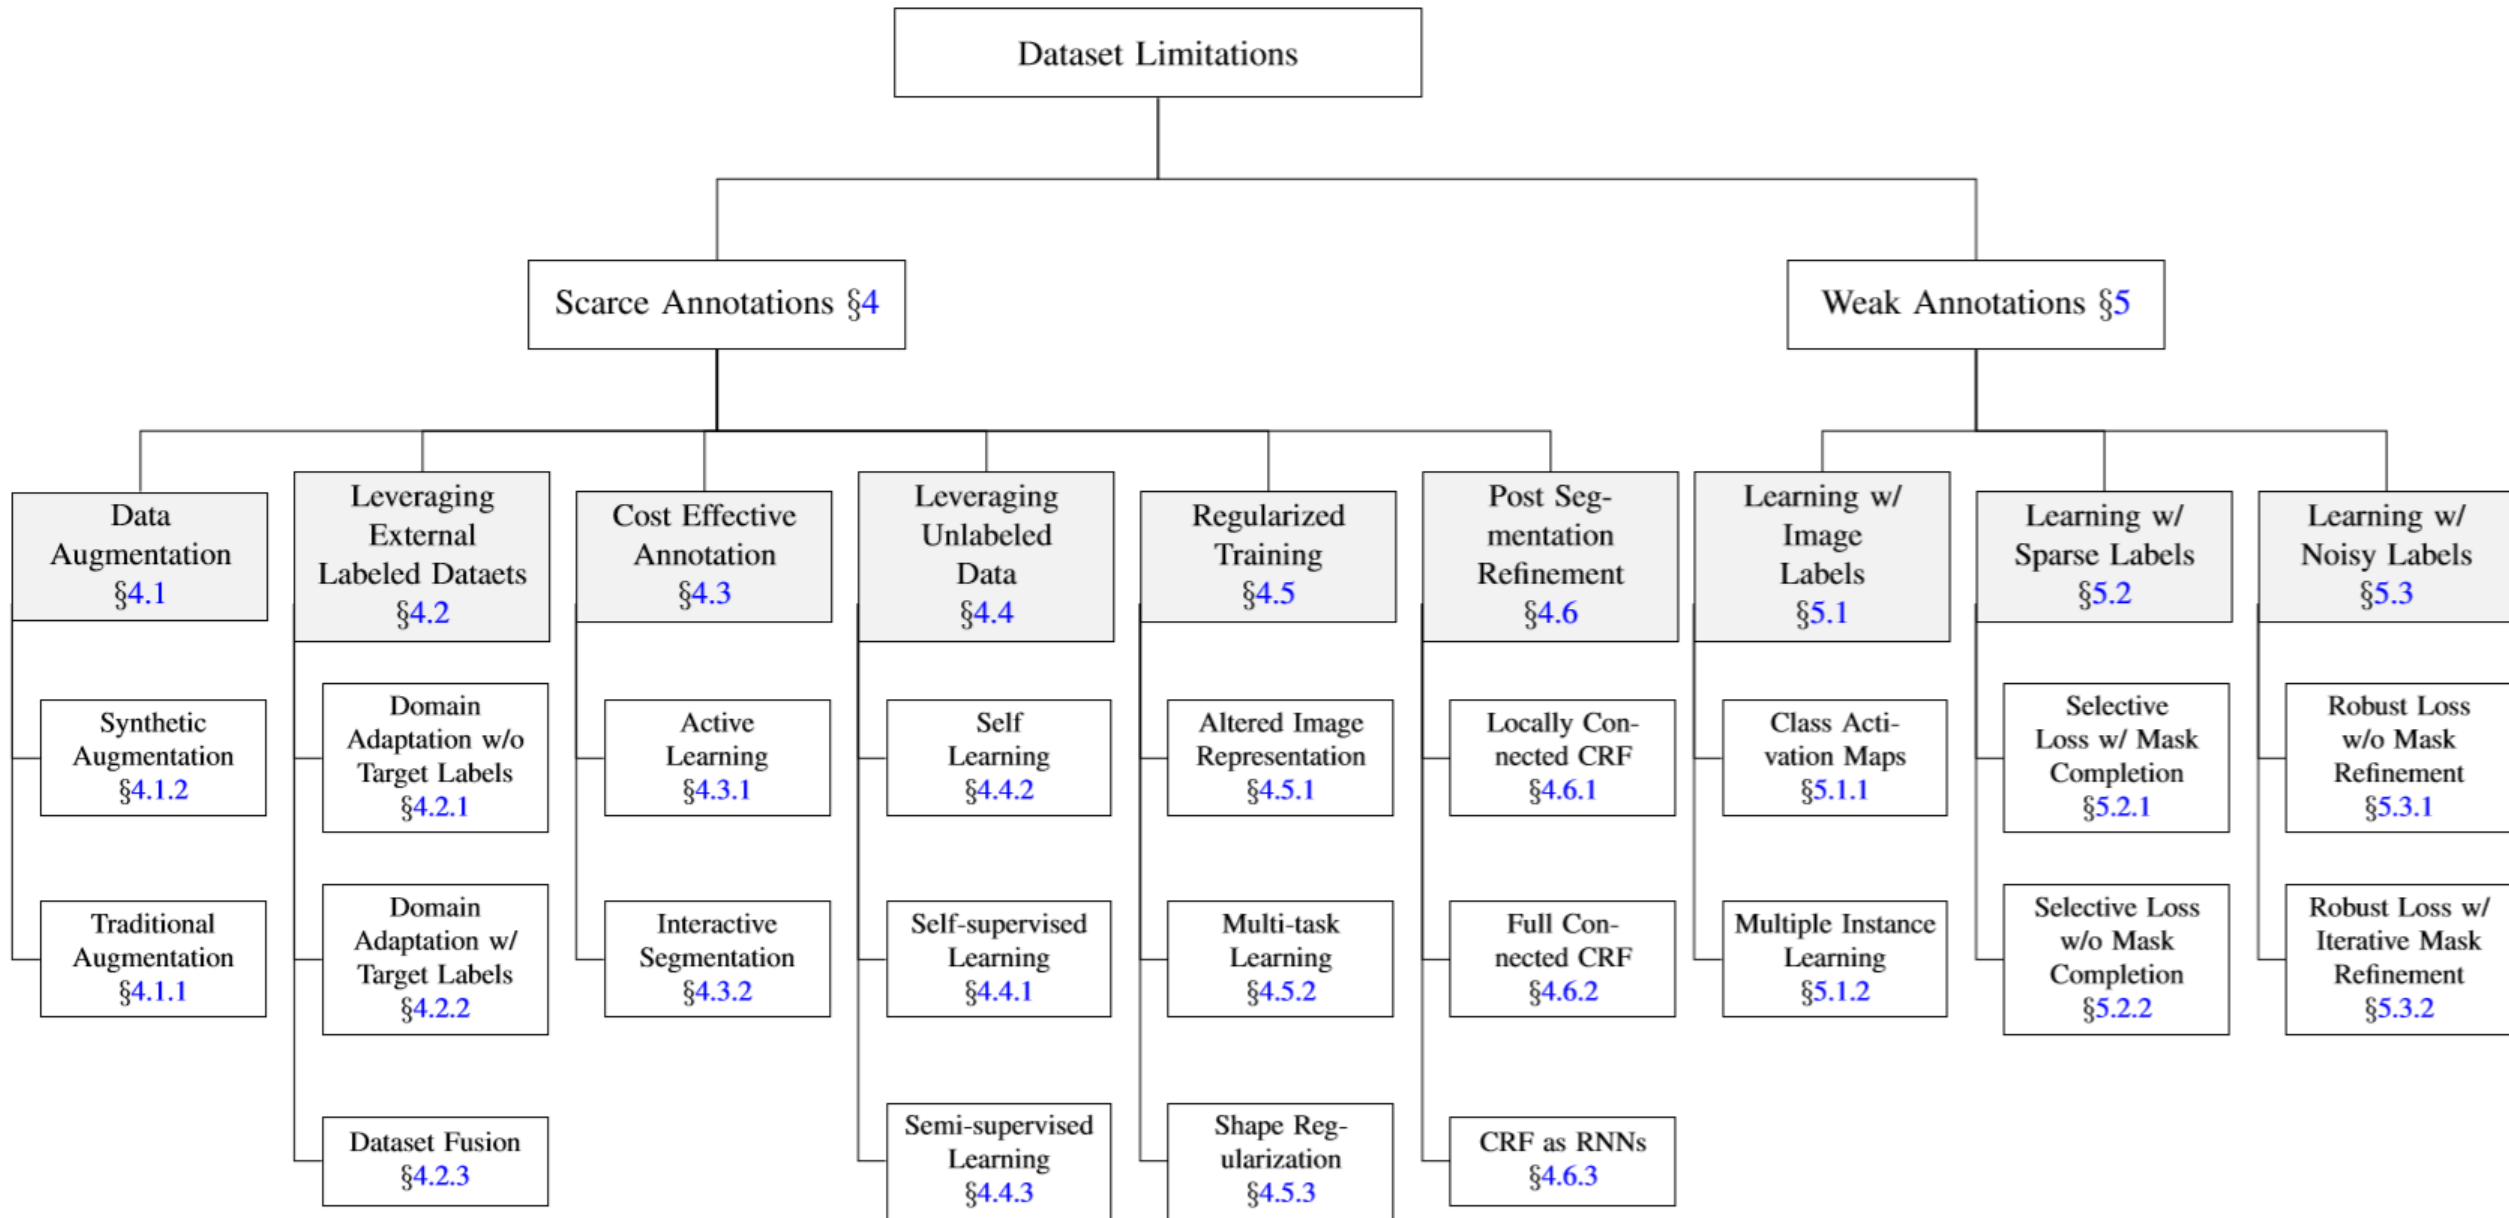 Dataset Limitations
Scarce Annotations §4
Weak Annotations §5
Data
Augmentation
§4.1
Leveraging
External
Labeled Dataets
§4.2
Cost Effective
Annotation
§4.3
Leveraging
Unlabeled
Data
§4.4
Regularized
Training
§4.5
Post Seg-
mentation
Refinement
§4.6
Learning w/
Image
Labels
§5.1
Learning w/
Sparse Labels
§5.2
Learning w/
Noisy Labels
§5.3
Synthetic
Augmentation
§4.1.2
Domain
Adaptation w/o
Target Labels
§4.2.1
Active
Learning
§4.3.1
Self
Learning
§4.4.2
Altered Image
Representation
§4.5.1
Locally Con-
nected CRF
§4.6.1
Class Acti-
vation Maps
§5.1.1
Selective
Loss w/ Mask
Completion
§5.2.1
Robust Loss
w/o Mask
Refinement
§5.3.1
Traditional
Augmentation
§4.1.1
Domain
Adaptation w/
Target Labels
§4.2.2
Interactive
Segmentation
§4.3.2
Self-supervised
Learning
§4.4.1
Multi-task
Learning
§4.5.2
Full Con-
nected CRF
§4.6.2
Multiple Instance
Learning
§5.1.2
Selective Loss
w/o Mask
Completion
§5.2.2
Robust Loss w/
Iterative Mask
Refinement
§5.3.2
Dataset Fusion
§4.2.3
Semi-supervised
Learning
§4.4.3
Shape Reg-
ularization
§4.5.3
CRF as RNNs
§4.6.3